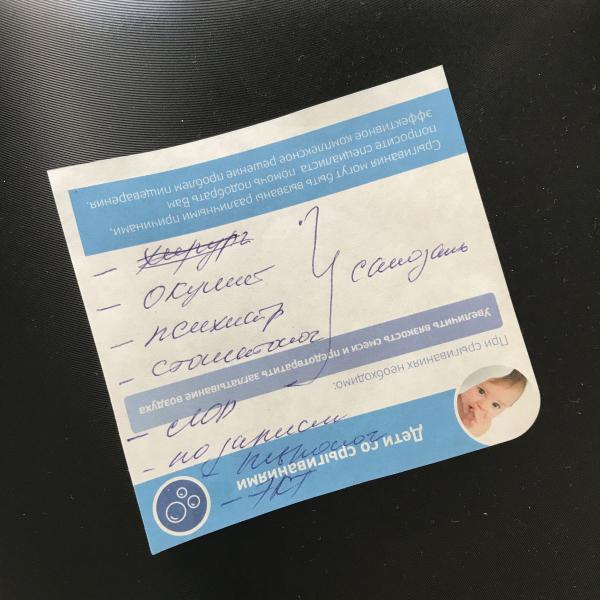 - хирург
- окулист
- психиатр
- стоматолог
самозапь
- ЛОР
- по записи
невролог
- ЭКГ
Дети со срыгиваниями
При срыгиваниях необходимо:
Увеличить вязкость смеси и предотвратить заглатывание воздуха
Срыгивания могут быть вызваны различными причинами,
попросите специалиста помочь подобрать Вам
эффективное комплексное решение проблем пищеварения.